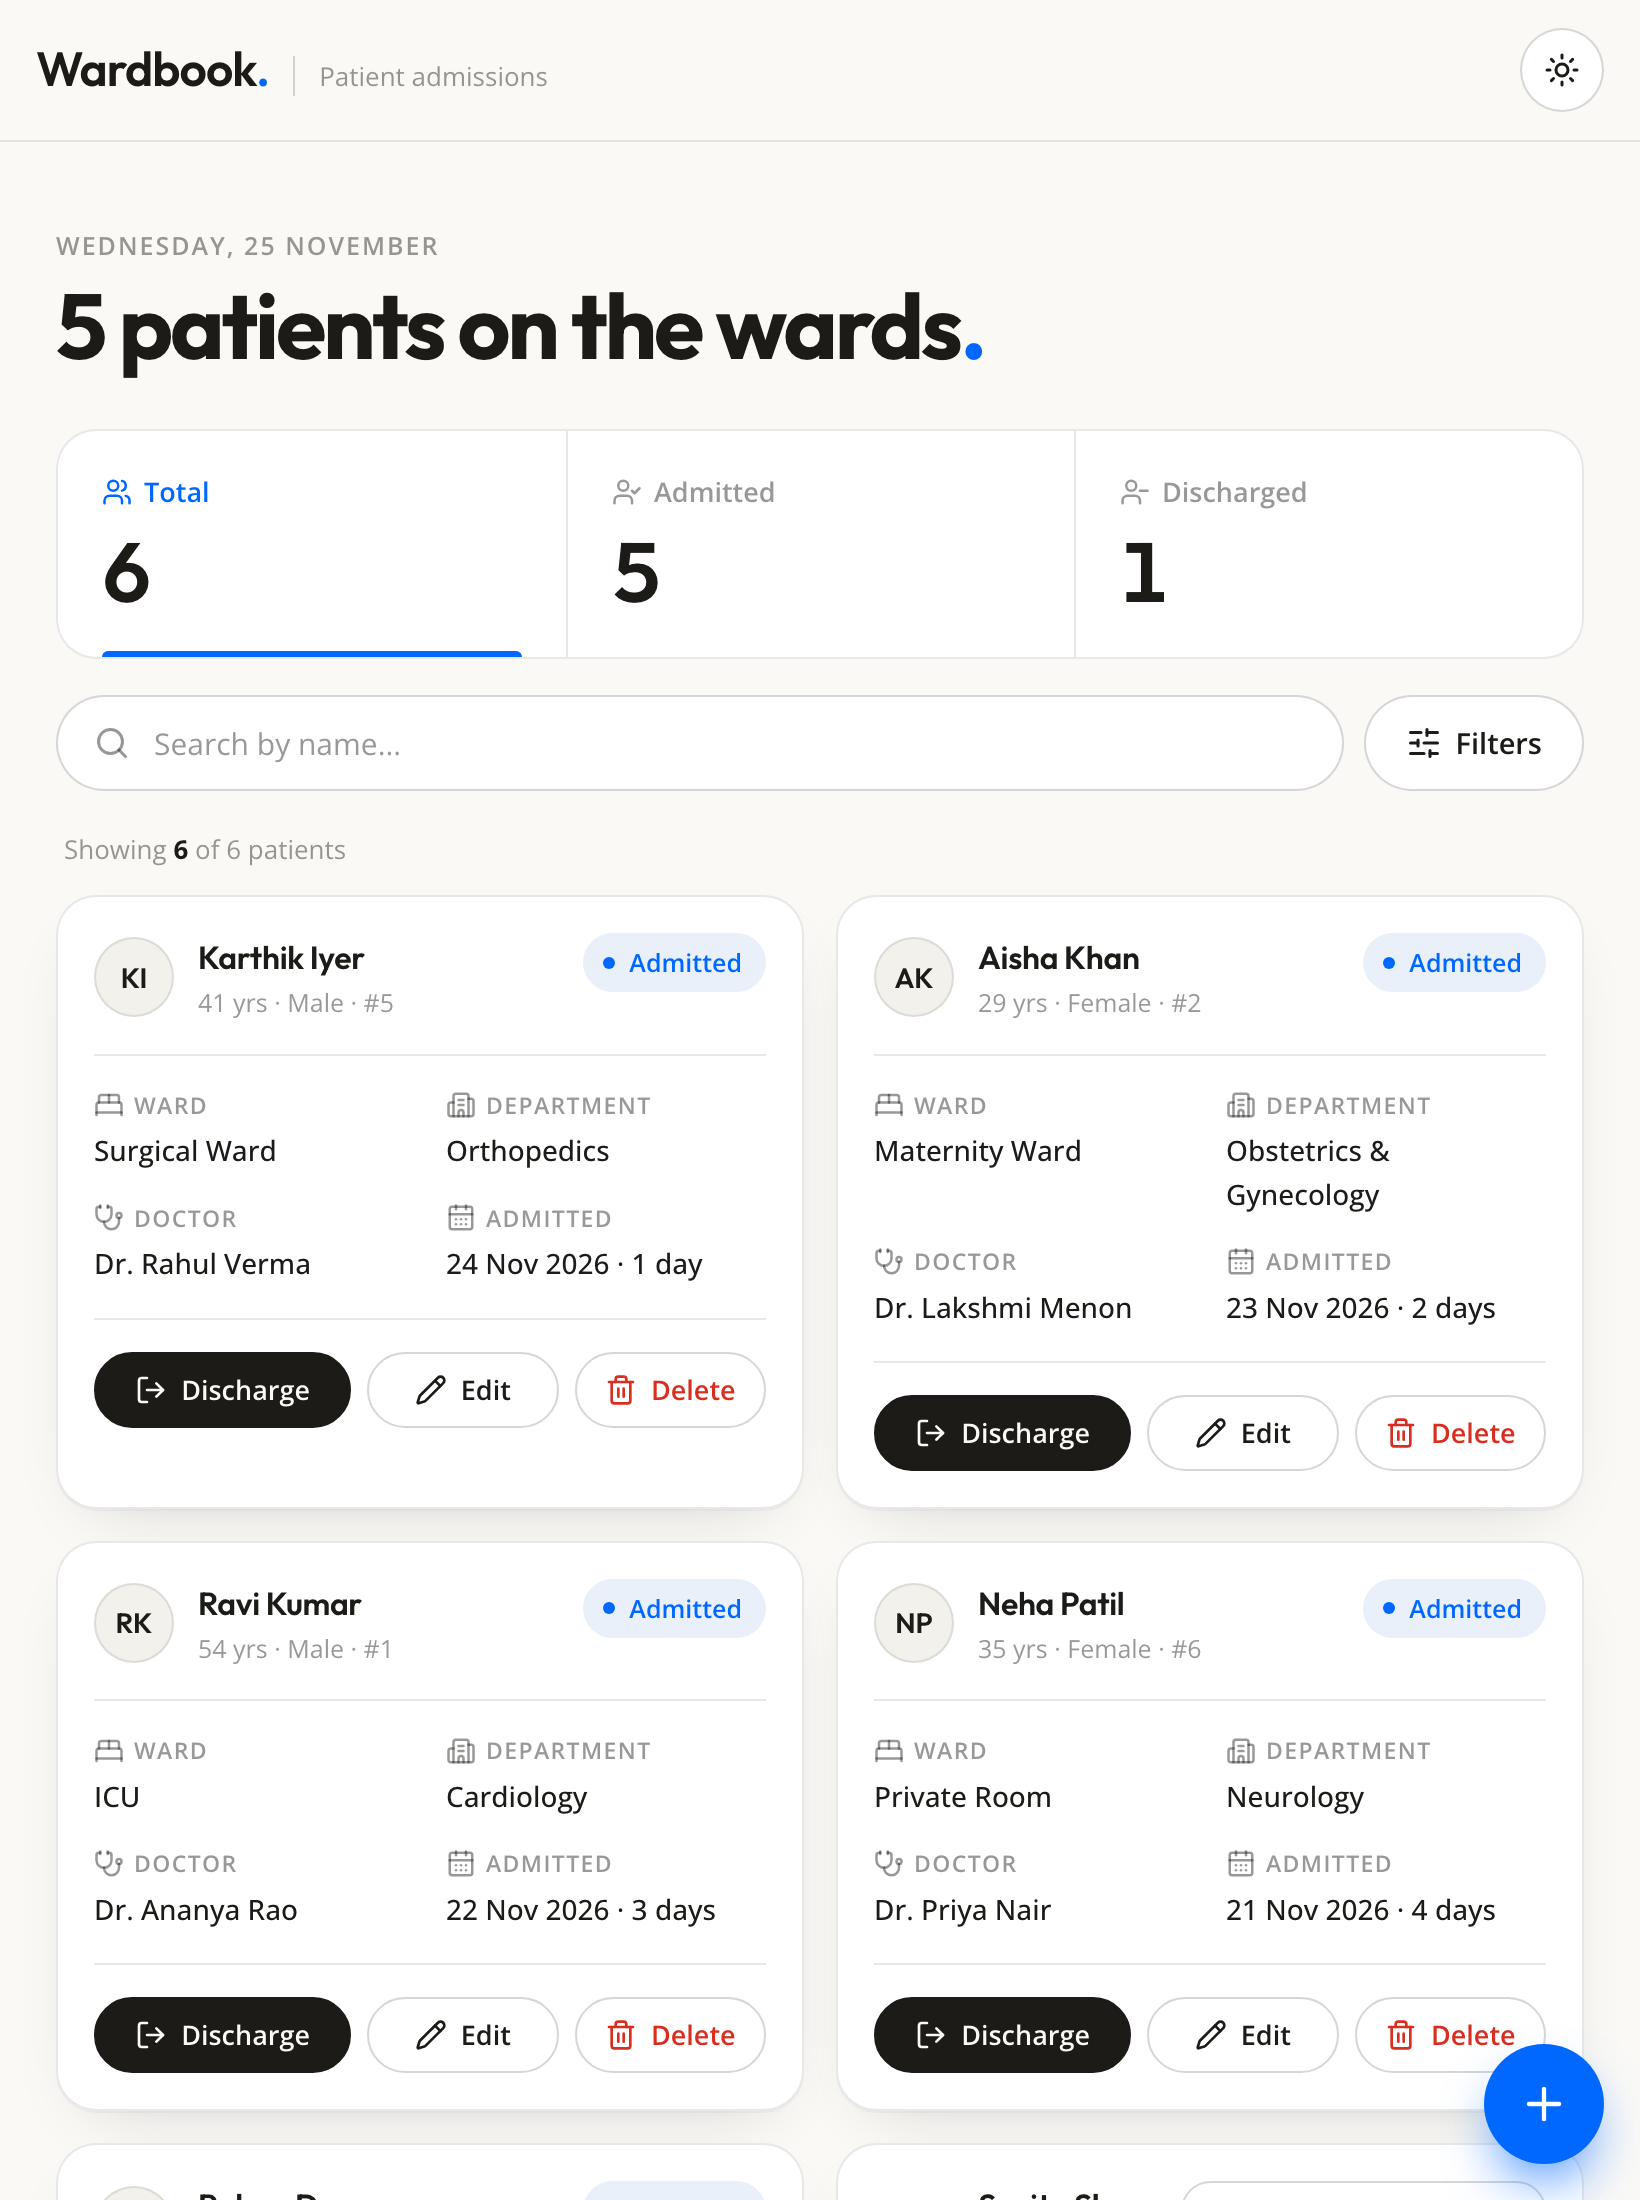 Wardbook.
Patient admissions
WEDNESDAY, 25 NOVEMBER
5 patients on the wards.
Total
6
Admitted
5
Discharged
1
Search by name...
Filters
Showing 6 of 6 patients
KI
Karthik Iyer
41 yrs · Male · #5
Admitted
WARD
Surgical Ward
DEPARTMENT
Orthopedics
DOCTOR
Dr. Rahul Verma
ADMITTED
24 Nov 2026 · 1 day
Discharge
Edit
Delete
AK
Aisha Khan
29 yrs · Female · #2
Admitted
WARD
Maternity Ward
DEPARTMENT
Obstetrics &
Gynecology
DOCTOR
Dr. Lakshmi Menon
ADMITTED
23 Nov 2026 · 2 days
Discharge
Edit
Delete
RK
Ravi Kumar
54 yrs · Male · #1
Admitted
WARD
ICU
DEPARTMENT
Cardiology
DOCTOR
Dr. Ananya Rao
ADMITTED
22 Nov 2026 · 3 days
Discharge
Edit
Delete
NP
Neha Patil
35 yrs · Female · #6
Admitted
WARD
Private Room
DEPARTMENT
Neurology
DOCTOR
Dr. Priya Nair
ADMITTED
21 Nov 2026 · 4 days
Discharge
Edit
Delete